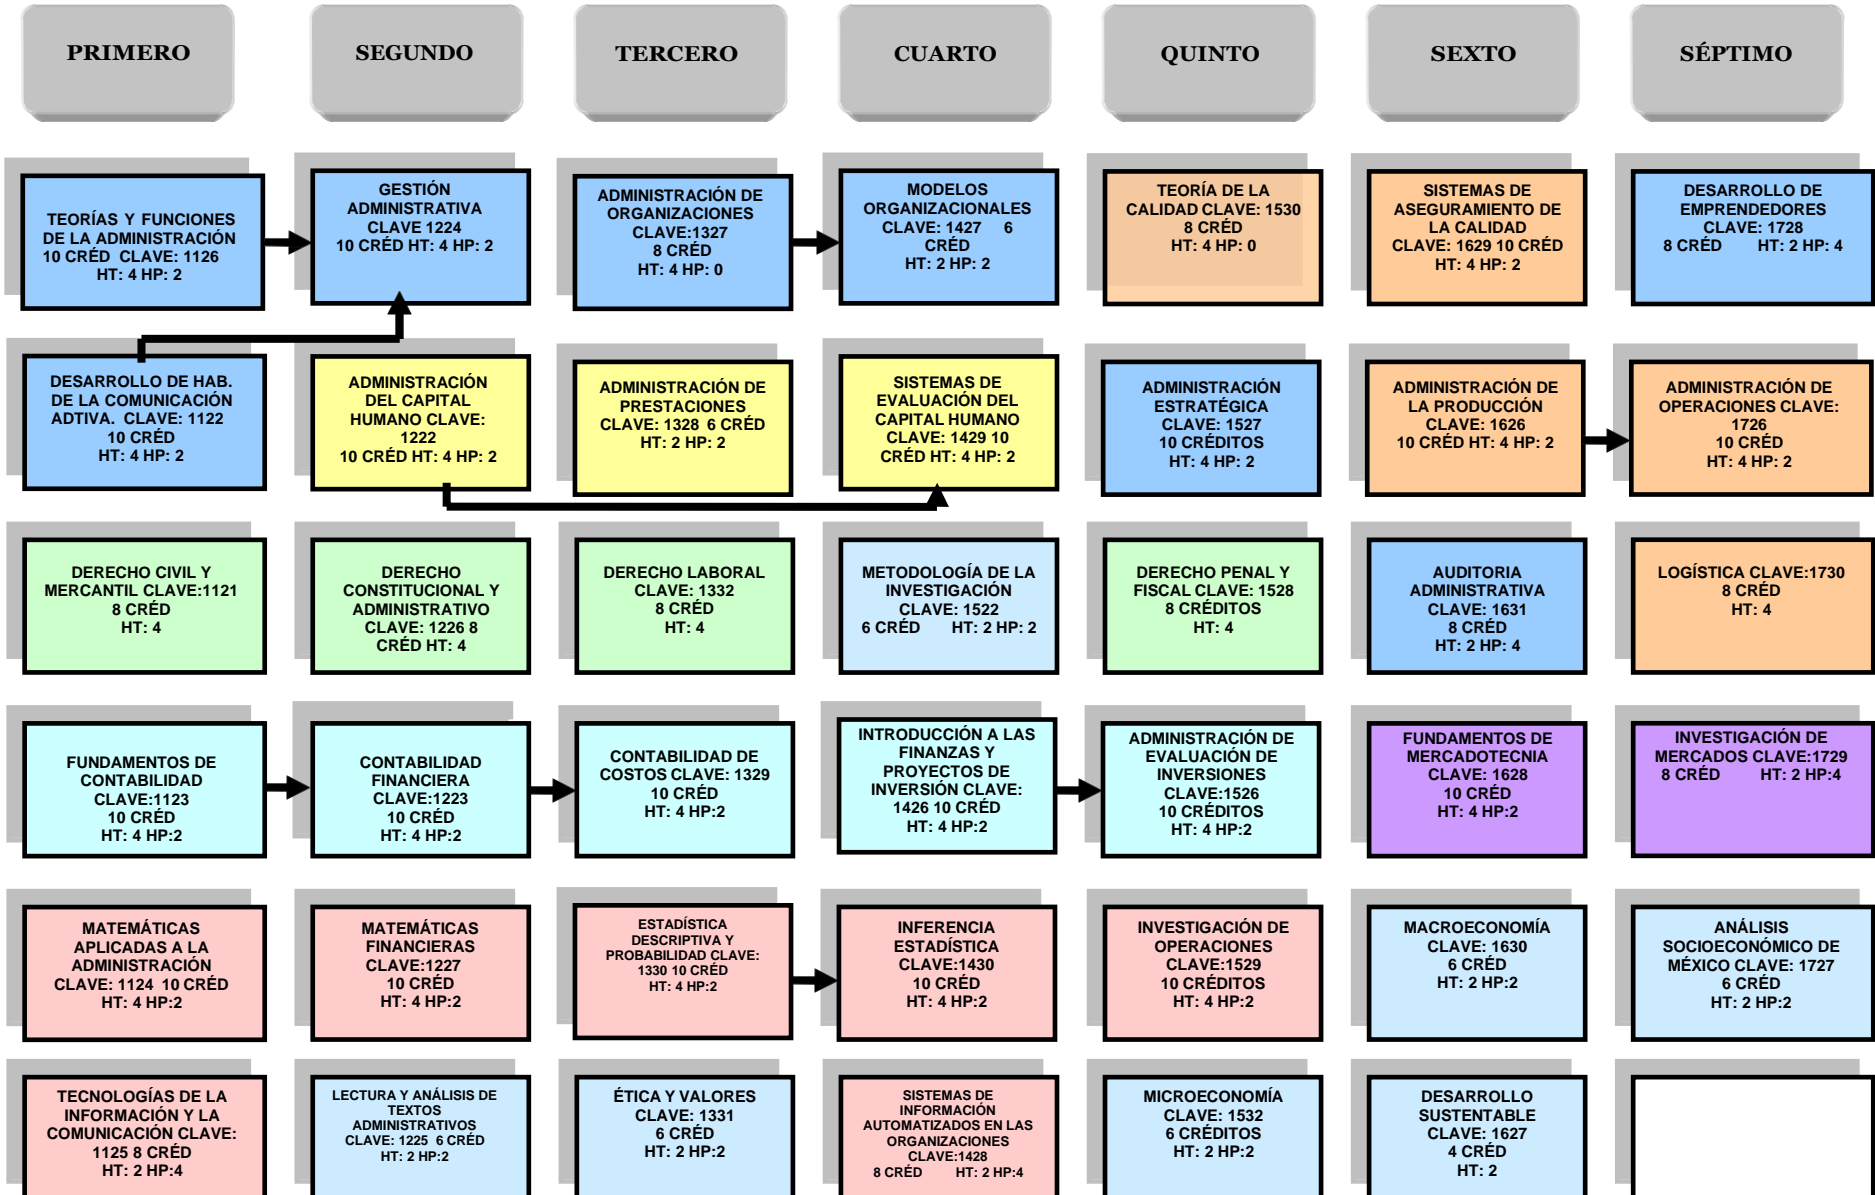 PRIMERO
SEGUNDO
TERCERO
CUARTO
QUINTO
SEXTO
SÉPTIMO
TEORÍAS Y FUNCIONES
DE LA ADMINISTRACIÓN
10 CRÉD CLAVE: 1126
HT: 4 HP: 2
GESTIÓN
ADMINISTRATIVA
CLAVE 1224
10 CRÉD HT: 4 HP: 2
ADMINISTRACIÓN DE
ORGANIZACIONES
CLAVE:1327
8 CRÉD
HT: 4 HP: 0
MODELOS
ORGANIZACIONALES
CLAVE: 1427 6
CRÉD
HT: 2 HP: 2
TEORÍA DE LA
CALIDAD CLAVE: 1530
8 CRÉD
HT: 4 HP: 0
SISTEMAS DE
ASEGURAMIENTO DE
LA CALIDAD
CLAVE: 1629 10 CRÉD
HT: 4 HP: 2
DESARROLLO DE
EMPRENDEDORES
CLAVE: 1728
8 CRÉD HT: 2 HP: 4
DESARROLLO DE HAB.
DE LA COMUNICACIÓN
ADTIVA. CLAVE: 1122
10 CRÉD
HT: 4 HP: 2
ADMINISTRACIÓN
DEL CAPITAL
HUMANO CLAVE:
1222
10 CRÉD HT: 4 HP: 2
ADMINISTRACIÓN DE
PRESTACIONES
CLAVE: 1328 6 CRÉD
HT: 2 HP: 2
SISTEMAS DE
EVALUACIÓN DEL
CAPITAL HUMANO
CLAVE: 1429 10
CRÉD HT: 4 HP: 2
ADMINISTRACIÓN
ESTRATÉGICA
CLAVE: 1527
10 CRÉDITOS
HT: 4 HP: 2
ADMINISTRACIÓN DE
LA PRODUCCIÓN
CLAVE: 1626
10 CRÉD HT: 4 HP: 2
ADMINISTRACIÓN DE
OPERACIONES CLAVE:
1726
10 CRÉD
HT: 4 HP: 2
DERECHO CIVIL Y
MERCANTIL CLAVE:1121
8 CRÉD
HT: 4
DERECHO
CONSTITUCIONAL Y
ADMINISTRATIVO
CLAVE: 1226 8
CRÉD HT: 4
DERECHO LABORAL
CLAVE: 1332
8 CRÉD
HT: 4
METODOLOGÍA DE LA
INVESTIGACIÓN
CLAVE: 1522
6 CRÉD HT: 2 HP: 2
DERECHO PENAL Y
FISCAL CLAVE: 1528
8 CRÉDITOS
HT: 4
AUDITORIA
ADMINISTRATIVA
CLAVE: 1631
8 CRÉD
HT: 2 HP: 4
LOGÍSTICA CLAVE:1730
8 CRÉD
HT: 4
FUNDAMENTOS DE
CONTABILIDAD
CLAVE:1123
10 CRÉD
HT: 4 HP:2
CONTABILIDAD
FINANCIERA
CLAVE:1223
10 CRÉD
HT: 4 HP:2
CONTABILIDAD DE
COSTOS CLAVE: 1329
10 CRÉD
HT: 4 HP:2
INTRODUCCIÓN A LAS
FINANZAS Y
PROYECTOS DE
INVERSIÓN CLAVE:
1426 10 CRÉD
HT: 4 HP:2
ADMINISTRACIÓN DE
EVALUACIÓN DE
INVERSIONES
CLAVE:1526
10 CRÉDITOS
HT: 4 HP:2
FUNDAMENTOS DE
MERCADOTECNIA
CLAVE: 1628
10 CRÉD
HT: 4 HP:2
INVESTIGACIÓN DE
MERCADOS CLAVE:1729
8 CRÉD HT: 2 HP:4
MATEMÁTICAS
APLICADAS A LA
ADMINISTRACIÓN
CLAVE: 1124 10 CRÉD
HT: 4 HP:2
MATEMÁTICAS
FINANCIERAS
CLAVE:1227
10 CRÉD
HT: 4 HP:2
ESTADÍSTICA
DESCRIPTIVA Y
PROBABILIDAD CLAVE:
1330 10 CRÉD
HT: 4 HP:2
INFERENCIA
ESTADÍSTICA
CLAVE:1430
10 CRÉD
HT: 4 HP:2
INVESTIGACIÓN DE
OPERACIONES
CLAVE:1529
10 CRÉDITOS
HT: 4 HP:2
MACROECONOMÍA
CLAVE: 1630
6 CRÉD
HT: 2 HP:2
ANÁLISIS
SOCIOECONÓMICO DE
MÉXICO CLAVE: 1727
6 CRÉD
HT: 2 HP:2
TECNOLOGÍAS DE LA
INFORMACIÓN Y LA
COMUNICACIÓN CLAVE:
1125 8 CRÉD
HT: 2 HP:4
LECTURA Y ANÁLISIS DE
TEXTOS
ADMINISTRATIVOS
CLAVE: 1225 6 CRÉD
HT: 2 HP:2
ÉTICA Y VALORES
CLAVE: 1331
6 CRÉD
HT: 2 HP:2
SISTEMAS DE
INFORMACIÓN
AUTOMATIZADOS EN LAS
ORGANIZACIONES
CLAVE:1428
8 CRÉD HT: 2 HP:4
MICROECONOMÍA
CLAVE: 1532
6 CRÉDITOS
HT: 2 HP:2
DESARROLLO
SUSTENTABLE
CLAVE: 1627
4 CRÉD
HT: 2